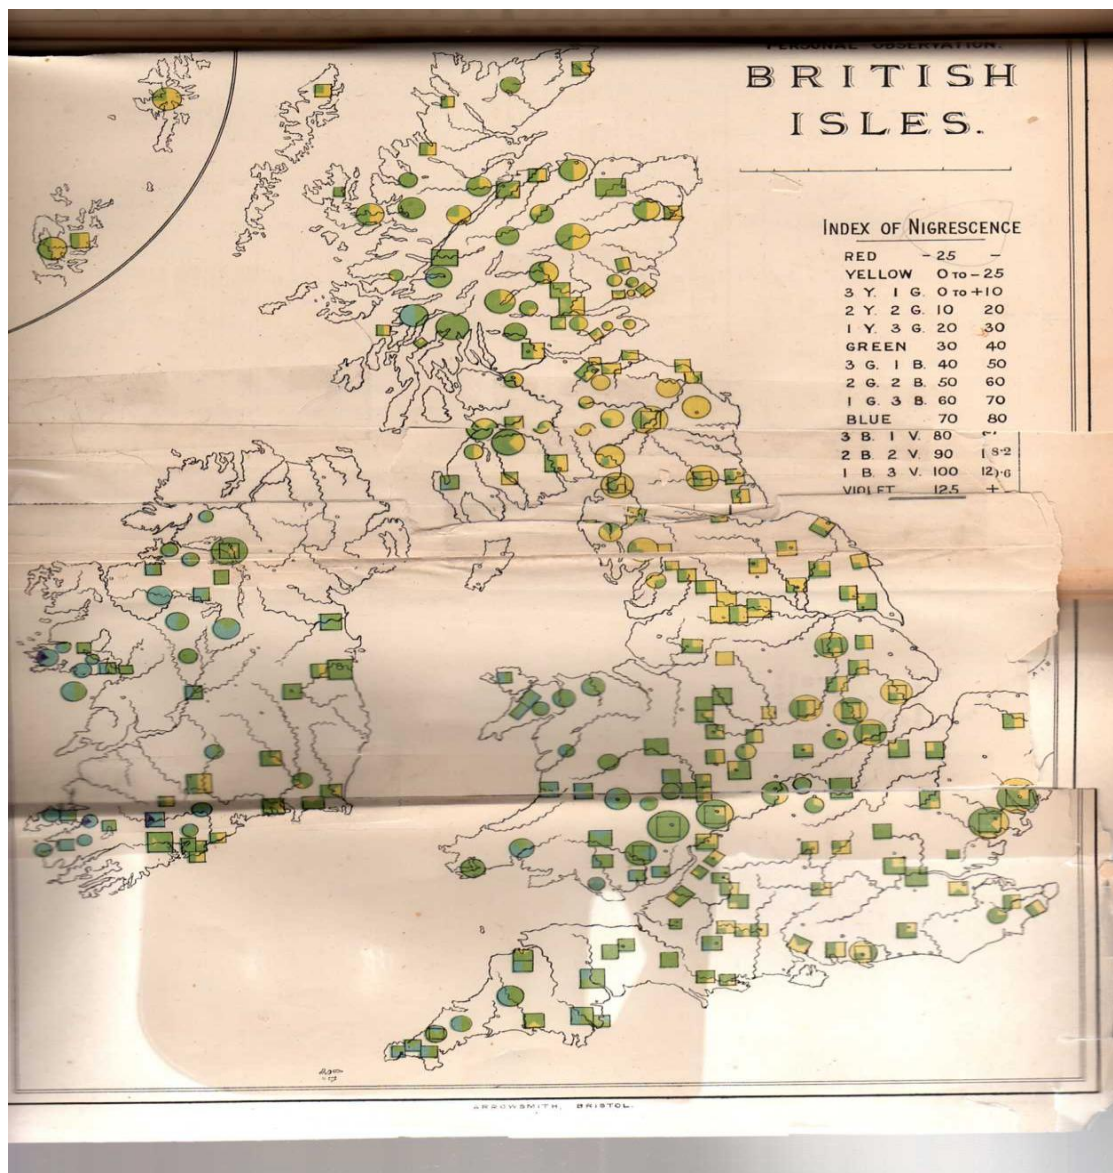 PERSONAL OBSERVATION.
BRITISH
ISLES.
INDEX OF NIGRESCENCE
RED - 25 -
YELLOW 0 TO - 25
3 Y. 1 G. 0 TO +10
2 Y. 2 G. 10 20
1 Y. 3 G. 20 30
GREEN 30 40
3 G. 1 B. 40 50
2 G. 2 B. 50 60
1 G. 3 B. 60 70
BLUE 70 80
3 B. 1 V. 80
2 B. 2 V. 90
1 B. 3 V. 100
VIOLET 125 +
ARROWSMITH, BRISTOL.